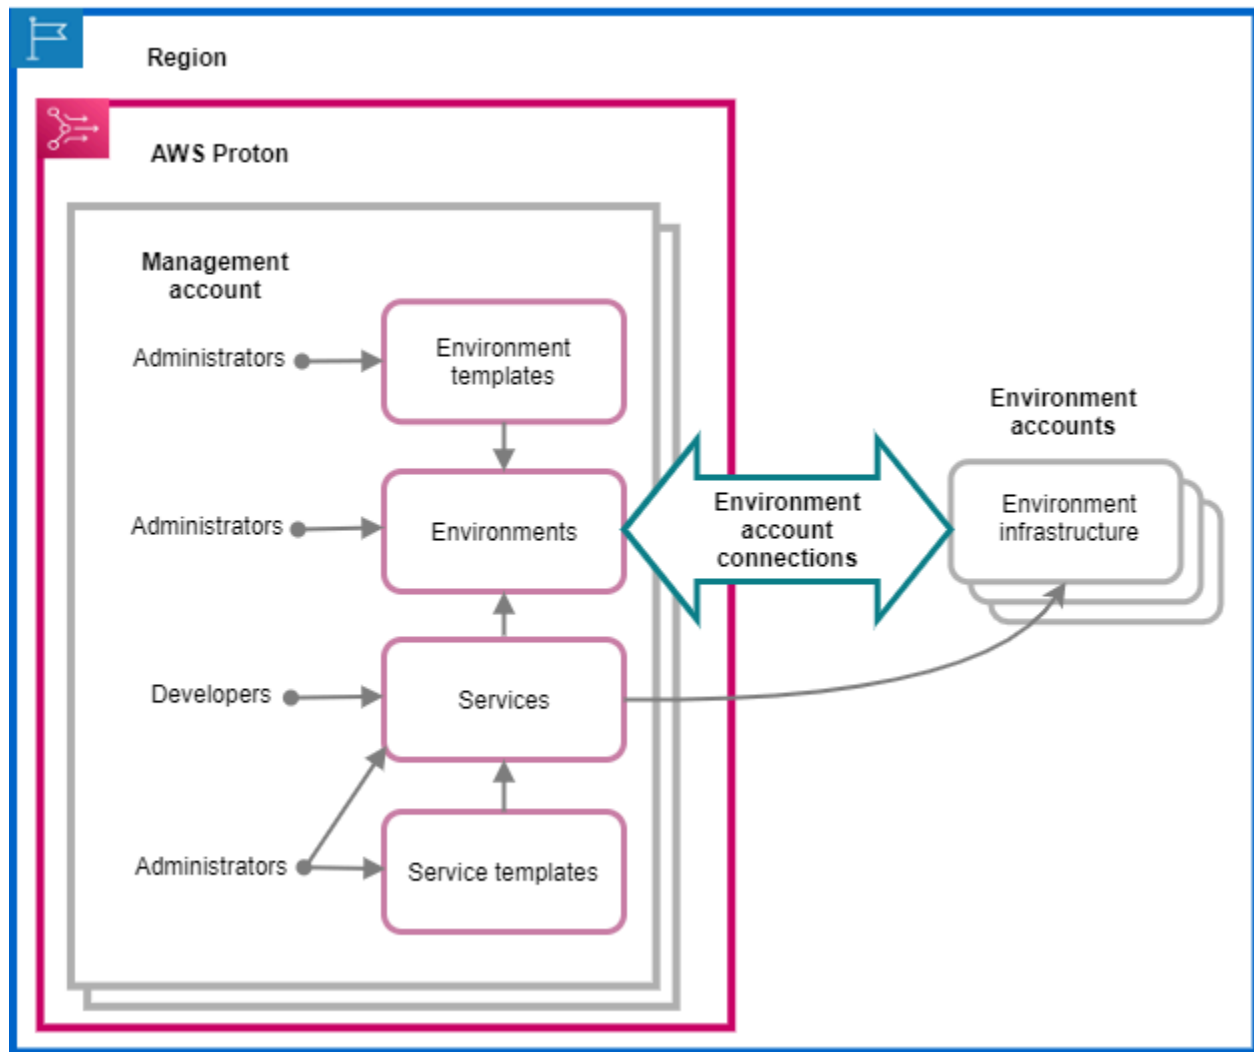 Region
AWS Proton
Management
account
Administrators
Environment
templates
Administrators
Environments
Environment
account
connections
Environment
accounts
Environment
infrastructure
Developers
Services
Administrators
Service templates